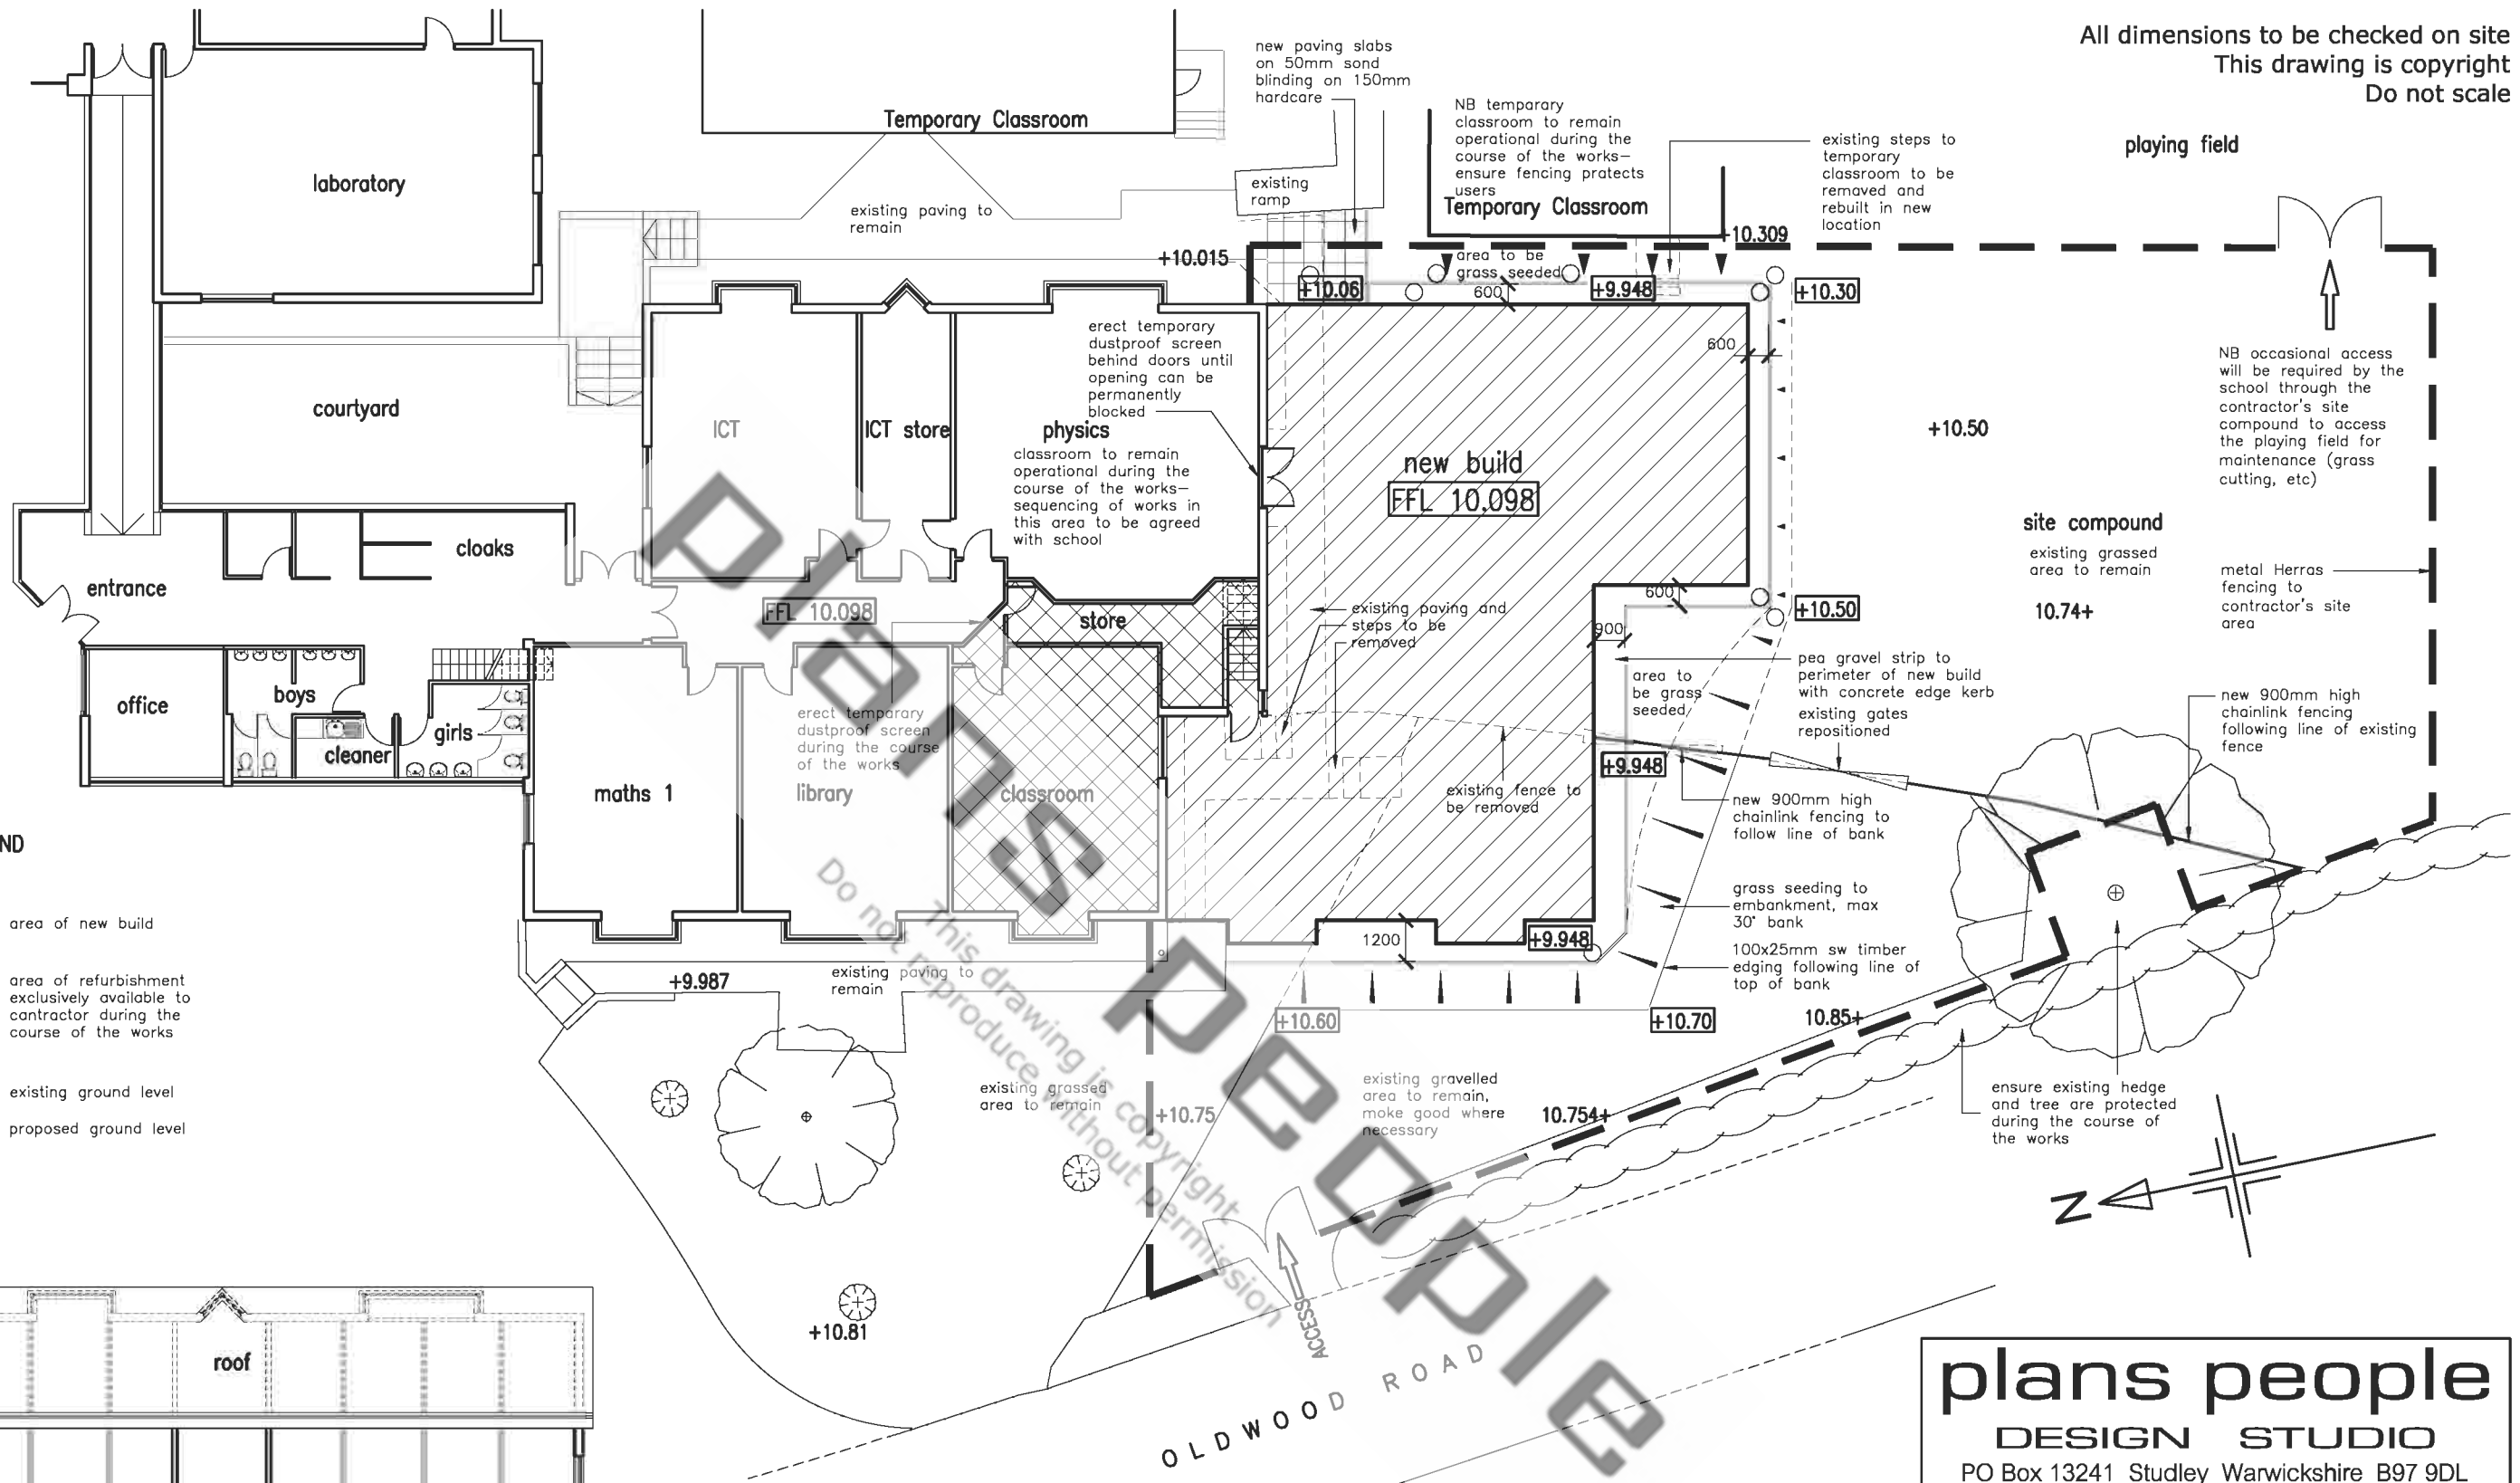 All dimensions to be checked on site
This drawing is copyright
Do not scale
laboratory
Temporary Classroom
new paving slabs
on 50mm sond
blinding on 150mm
hardcare
NB temparary
classroom to remain
operational during the
course of the works–
ensure fencing pratects
users
Temporary Classroom
existing steps to
temporary
classroom to be
remaved and
rebuilt in new
location
playing field
existing
ramp
existing paving to
remain
+10.015
+10.309
area to be
grass seeded
+10.06
600
+9.948
+10.30
600
courtyard
ICT
ICT store
erect temporary
dustproof screen
behind doors until
opening can be
permanently
blocked
physics
classroom to remain
operational during the
course of the works–
sequencing of works in
this area to be agreed
with school
new build
FFL 10.098
+10.50
NB occasional access
will be required by the
school through the
contractor's site
compound to access
the playing field for
maintenance (grass
cutting, etc)
site compound
existing grassed
area to remain
10.74+
metal Herras
fencing to
contractor's site
area
cloaks
entrance
FFL 10.098
store
existing paving and
steps to be
removed
600
900
+10.50
pea gravel strip to
perimeter of new build
with concrete edge kerb
existing gates
repositioned
area to
be grass
seeded
new 900mm high
chainlink fencing
following line of existing
fence
office
boys
girls
cleaner
maths 1
erect temparary
dustproof screen
during the course
of the works
library
classroom
existing fence to
be removed
+9.948
new 900mm high
chainlink fencing to
follow line of bank
grass seeding to
embankment, max
30° bank
100x25mm sw timber
edging following line of
top of bank
ND
area of new build
area of refurbishment
exclusively available to
cantractor during the
course of the works
existing ground level
proposed ground level
+9.987
existing paving to
remain
1200
+9.948
+10.60
+10.70
10.85+
existing grassed
area to remain
+10.75
existing gravelled
area to remain,
make good where
necessary
10.754+
ensure existing hedge
and tree are protected
during the course of
the works
N
+10.81
ACCESS
OLDWOOD ROAD
roof
plans people
Do not reproduce without permission
This drawing is copyright
plans people
DESIGN STUDIO
PO Box 13241 Studley Warwickshire B97 9DL